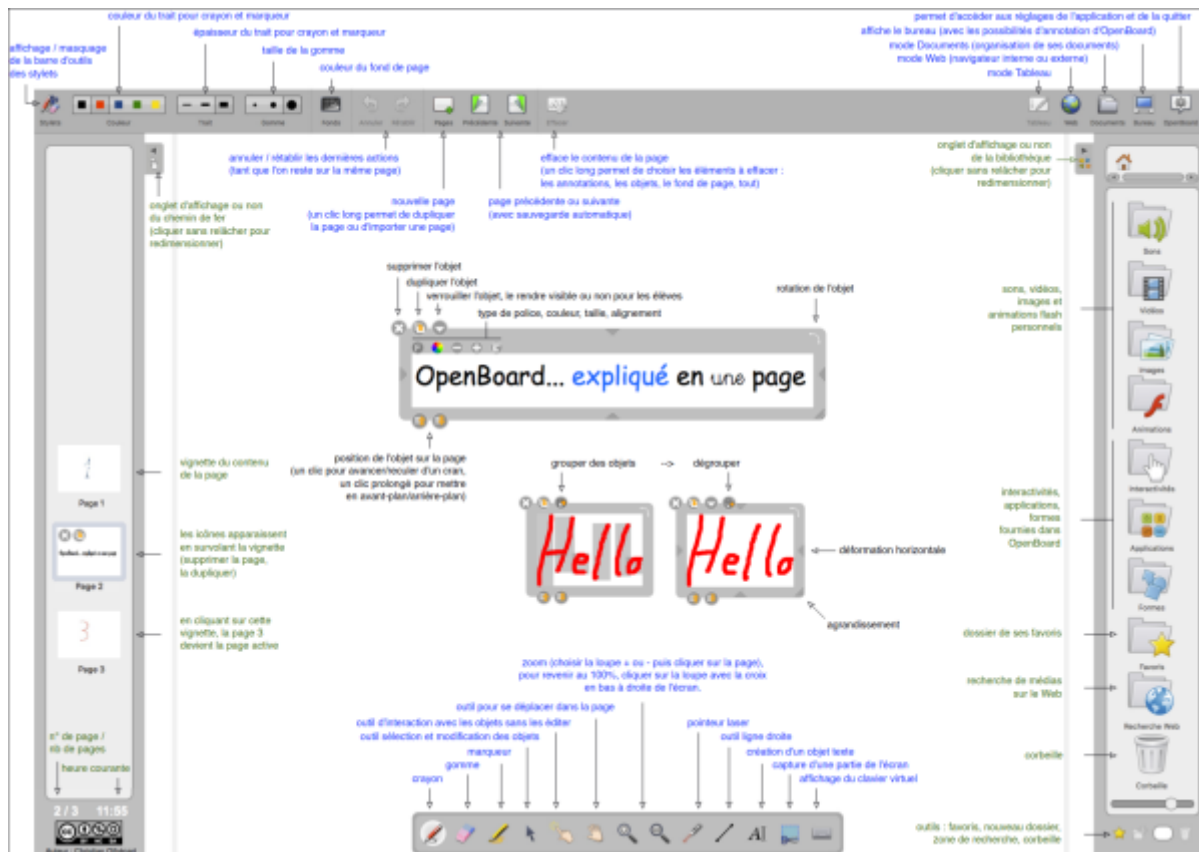 couleur du trait pour crayon et marqueur
épaisseur du trait pour crayon et marqueur
taille de la gomme
couleur du fond de page
affichage / masquage
de la barre d'outils
des stylets
permet d'accéder aux réglages de l'application et de la quitter
affiche le bureau (avec les possibilités d'annotation d'OpenBoard)
mode Documents (organisation de ses documents)
mode Web (navigateur interne ou externe)
mode Tableau
Stylets
Couleur
Trait
Gomme
Fonds
Annuler
Rétablir
Pages
Précédente
Suivante
Effacer
Tableau
Web
Documents
Bureau
OpenBoard
annuler / rétablir les dernières actions
(tant que l'on reste sur la même page)
efface le contenu de la page
(un clic long permet de choisir les éléments à effacer :
les annotations, les objets, le fond de page, tout)
onglet d'affichage ou non
de la bibliothèque
(cliquer sans relâcher pour
redimensionner)
onglet d'affichage ou non
du chemin de fer
(cliquer sans relâcher pour
redimensionner)
nouvelle page
(un clic long permet de dupliquer
la page ou d'importer une page)
page précédente ou suivante
(avec sauvegarde automatique)
supprimer l'objet
dupliquer l'objet
verrouiller l'objet, le rendre visible ou non pour les élèves
type de police, couleur, taille, alignement
rotation de l'objet
OpenBoard... expliqué en une page
position de l'objet sur la page
(un clic pour avancer/reculer d'un cran,
un clic prolongé pour mettre
en avant-plan/arrière-plan)
grouper des objets --> dégrouper
Hello
Hello
déformation horizontale
agrandissement
sons, vidéos,
images et
animations flash
personnels
Sons
Vidéos
Images
Animations
interactivités,
applications,
formes
fournies dans
OpenBoard
Interactivités
Applications
Formes
dossier de ses favoris
Favoris
recherche de médias
sur le Web
Recherche Web
corbeille
Corbeille
outils : favoris, nouveau dossier,
zone de recherche, corbeille
vignette du contenu
de la page
Page 1
les icônes apparaissent
en survolant la vignette
(supprimer la page,
la dupliquer)
Page 2
en cliquant sur cette
vignette, la page 3
devient la page active
3
Page 3
n° de page /
nb de pages
heure courante
2 / 3 11:55
zoom (choisir la loupe + ou - puis cliquer sur la page),
pour revenir au 100%, cliquer sur la loupe avec la croix
en bas à droite de l'écran.
outil pour se déplacer dans la page
outil d'interaction avec les objets sans les éditer
outil sélection et modification des objets
marqueur
gomme
crayon
pointeur laser
outil ligne droite
création d'un objet texte
capture d'une partie de l'écran
affichage du clavier virtuel